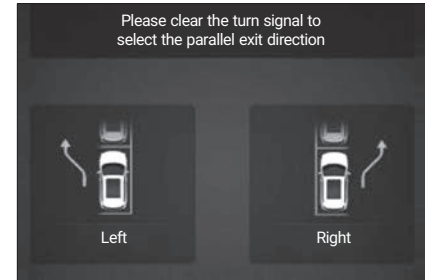 Please clear the turn signal to
select the parallel exit direction
Left
Right